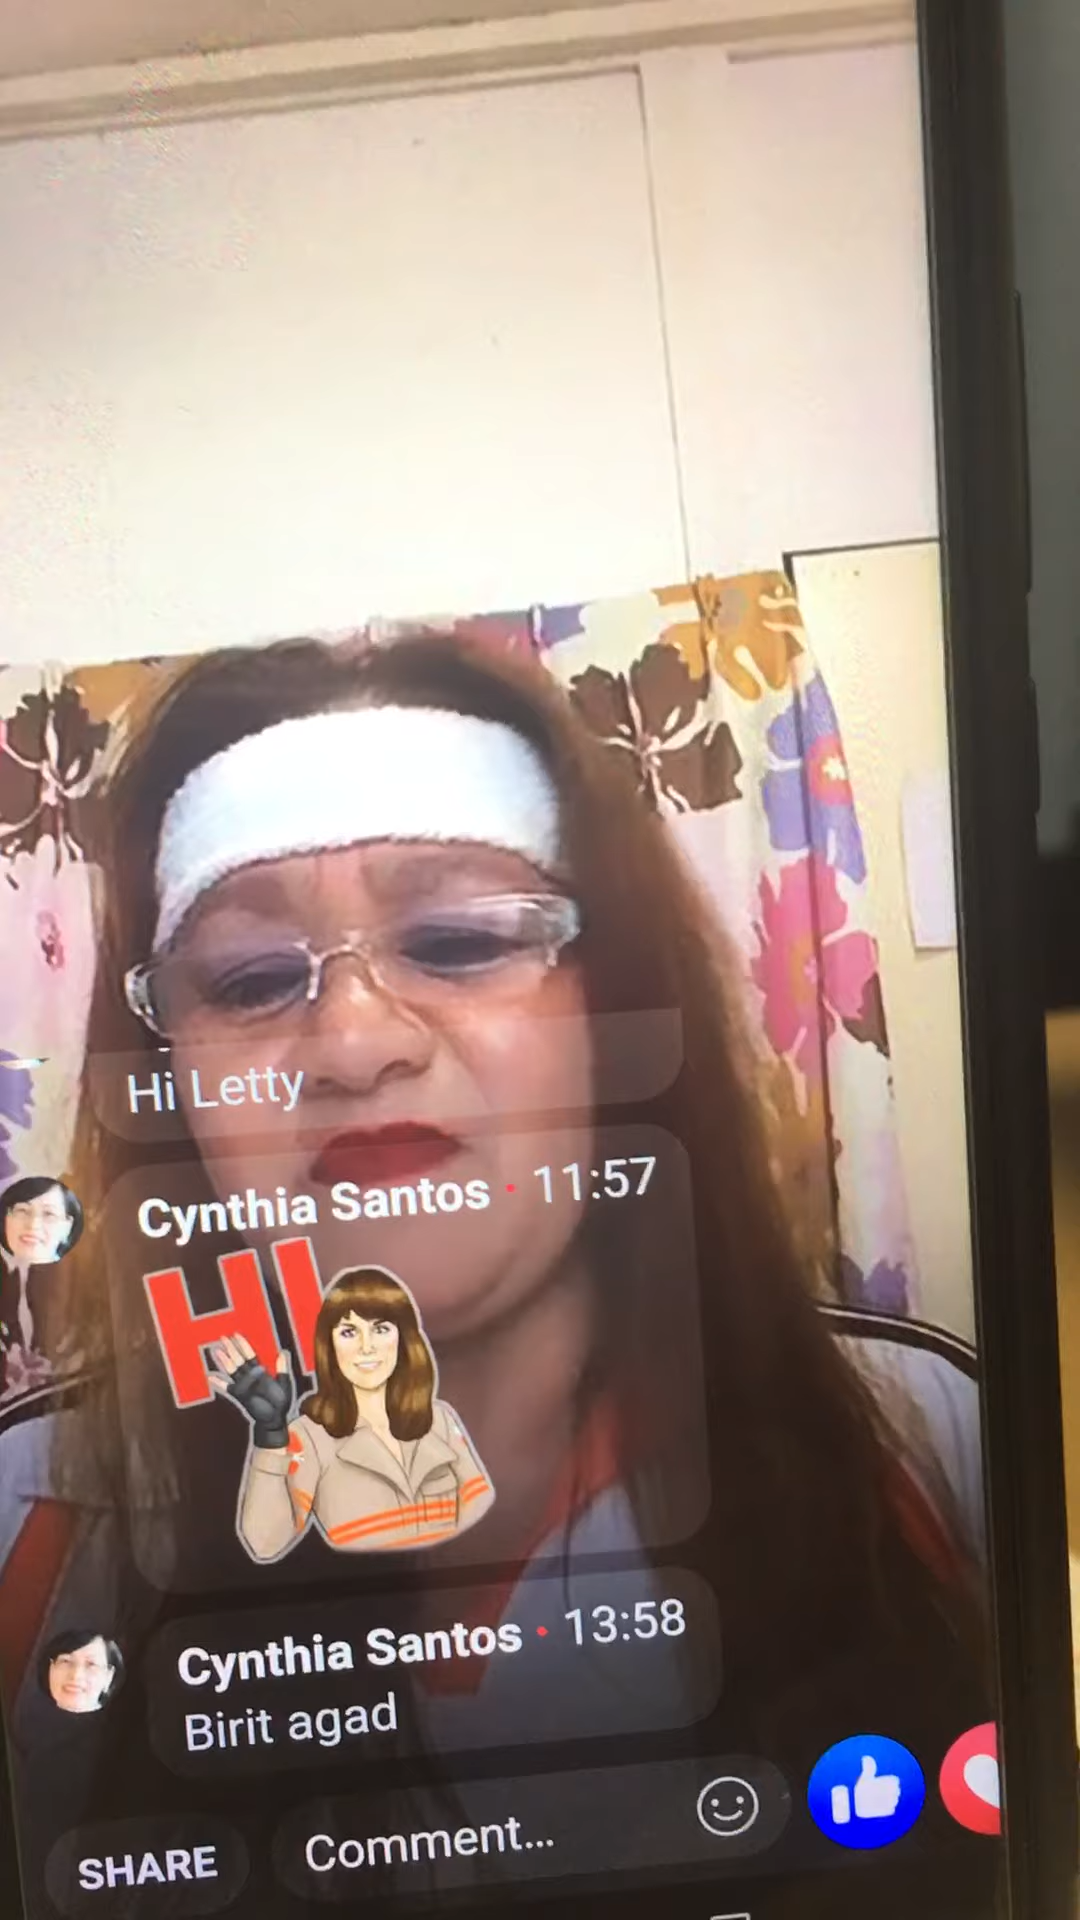 Hi Letty
Cynthia Santos • 11:57
HI
Cynthia Santos • 13:58
Birit agad
SHARE
Comment...